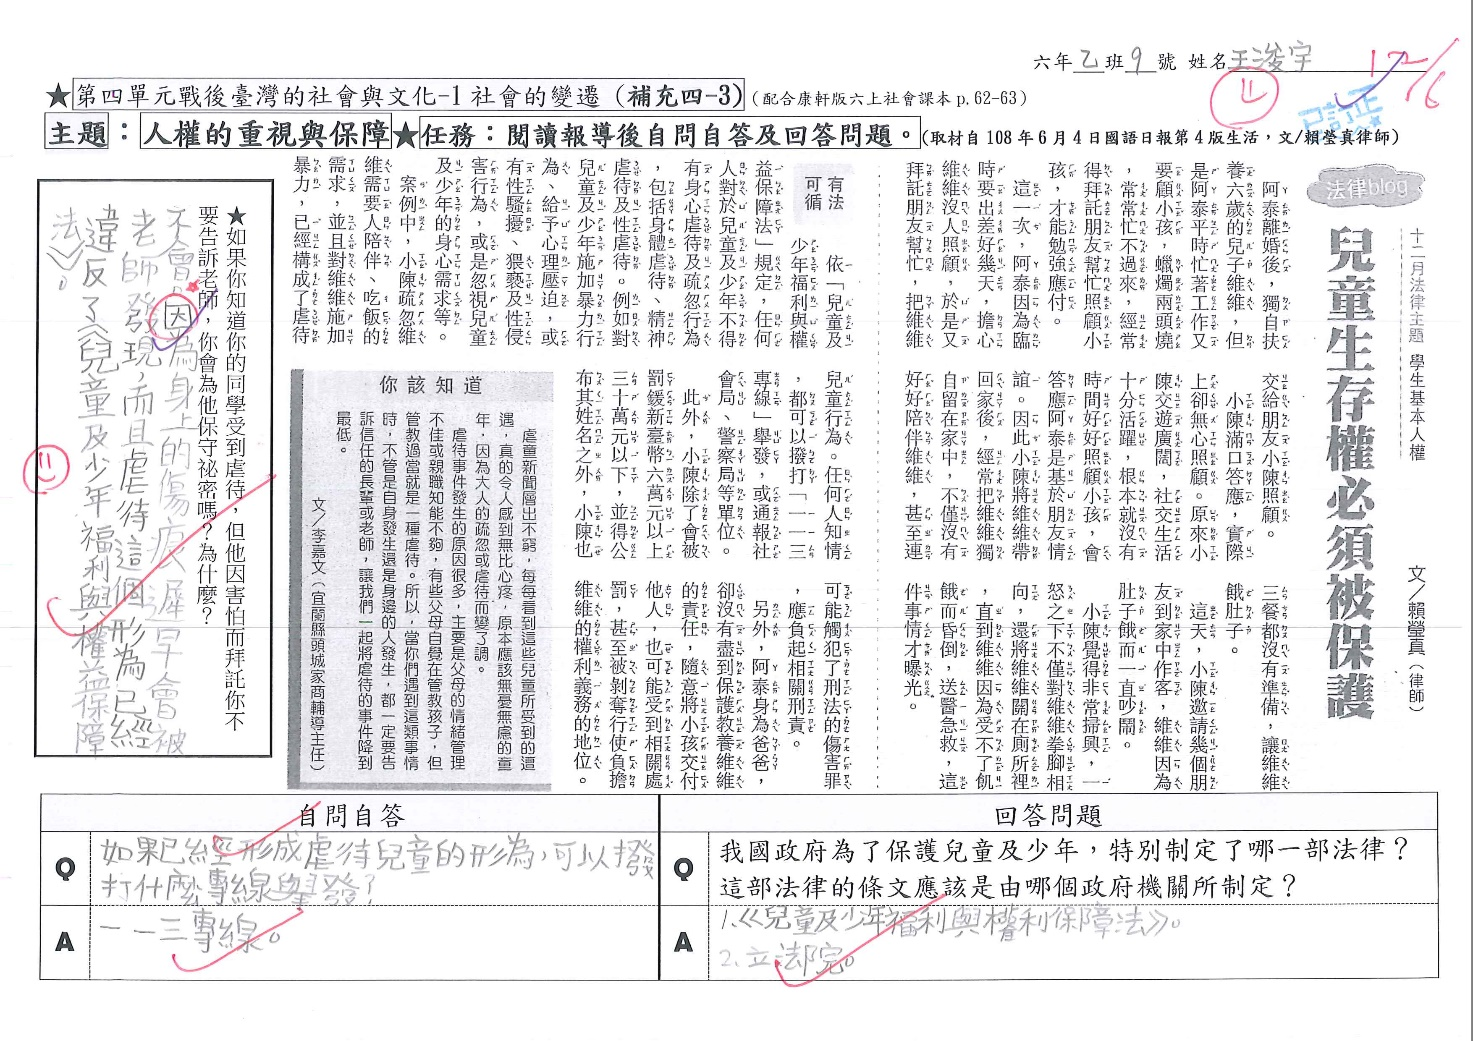 六年乙班9號 姓名王浚宇
12/6
已訂正
★第四單元戰後臺灣的社會與文化-1 社會的變遷（補充四-3）（配合康軒版六上社會課本 p.62-63）
主題：人權的重視與保障★任務：閱讀報導後自問自答及回答問題。（取材自 108 年 6 月 4 日國語日報第 4 版生活，文/賴瑩真律師）
法律blog
十二月法律主題 學生基本人權
兒童生存權必須被保護
文／賴瑩真（律師）
阿泰離婚後，獨自扶
養六歲的兒子維維，但
是阿泰平時忙著工作又
要顧小孩，蠟燭兩頭燒
，常常忙不過來，經常
得拜託朋友幫忙照顧小
孩，才能勉強應付。
這一次，阿泰因為臨
時要出差好幾天，擔心
維維沒人照顧，於是又
拜託朋友幫忙，把維維
交給朋友小陳照顧。
小陳滿口答應，實際
上卻無心照顧。原來小
陳交遊廣闊，社交生活
十分活躍，根本就沒有
時間好好照顧小孩，會
答應阿泰是基於朋友情
誼。因此小陳將維維帶
回家後，經常把維維獨
自留在家中，不僅沒有
好好陪伴維維，甚至連
三餐都沒有準備，讓維維
餓肚子。
這天，小陳邀請幾個朋
友到家中作客，維維因為
肚子餓而一直吵鬧。
小陳覺得非常掃興，一
怒之下不僅對維維拳腳相
向，還將維維關在廁所裡
，直到維維因為受不了飢
餓而昏倒，送醫急救，這
件事情才曝光。
有法
可循
依「兒童及
少年福利與權
益保障法」規定，任何
人對於兒童及少年不得
有身心虐待及疏忽行為
，包括身體虐待、精神
虐待及性虐待。例如對
兒童及少年施加暴力行
為、給予心理壓迫，或
有性騷擾、猥褻及性侵
害行為，或是忽視兒童
及少年的身心需求等。
案例中，小陳疏忽維
維需要人陪伴、吃飯的
需求，並且對維維施加
暴力，已經構成了虐待
兒童行為。任何人知情
，都可以撥打「一一三
專線」舉發，或通報社
會局、警察局等單位。
此外，小陳除了會被
罰鍰新臺幣六萬元以上
三十萬元以下，並得公
布其姓名之外，小陳也
可能觸犯了刑法的傷害罪
，應負起相關刑責。
另外，阿泰身為爸爸，
卻沒有盡到保護教養維維
的責任，隨意將小孩交付
他人，也可能受到相關處
罰，甚至被剝奪行使負擔
維維的權利義務的地位。
你該知道
虐童新聞層出不窮，每每看到這些兒童所受到的遭
遇，真的令人感到無比心疼，原本應該無憂無慮的童
年，因為大人的疏忽或虐待而變了調。
虐待事件發生的原因很多，主要是父母的情緒管理
不佳或親職知能不夠，有些父母自覺在管教孩子，但
管教過當就是一種虐待。所以，當你們遇到這類事情
時，不管是自身發生還是身邊的人發生，都一定要告
訴信任的長輩或老師，讓我們一起將虐待的事件降到
最低。
文／李嘉文（宜蘭縣頭城家商輔導主任）
★如果你知道你的同學受到虐待，但他因害怕而拜託你不
要告訴老師，你會為他保守祕密嗎？為什麼？
不會。因為身上的傷痕遲早會被
老師發現，而且虐待這個形為已經
違反了《兒童及少年福利與權益保障
法》。
自問自答
Q
如果已經形成虐待兒童的形為，可以撥
打什麼專線舉發？
A
一一三專線。
回答問題
Q
我國政府為了保護兒童及少年，特別制定了哪一部法律？
這部法律的條文應該是由哪個政府機關所制定？
A
1.《兒童及少年福利與權利保障法》。
2.立法院。